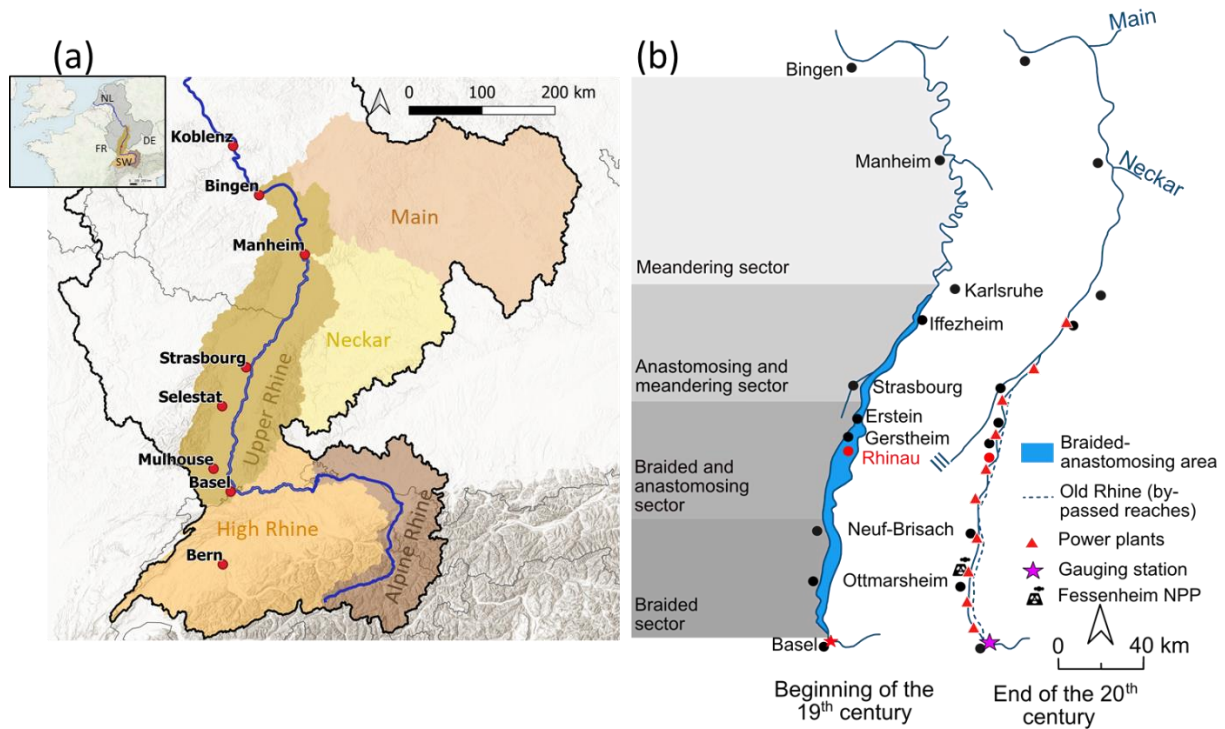 (a)
0 100 200 km
NL
DE
FR
SW
Koblenz
Bingen
Main
Manheim
Neckar
Strasbourg
Selestat
Upper Rhine
Mulhouse
Basel
High Rhine
Alpine Rhine
Bern
(b)
Main
Bingen
Manheim
Neckar
Meandering sector
Karlsruhe
Iffezheim
Anastomosing and
meandering sector
Strasbourg
Erstein
Gerstheim
Rhinau
Braided and
anastomosing
sector
Neuf-Brisach
Ottmarsheim
Braided
sector
Basel
Braided-
anastomosing area
Old Rhine (by-
passed reaches)
Power plants
Gauging station
Fessenheim NPP
0 40 km
Beginning of the
19th century
End of the 20th
century